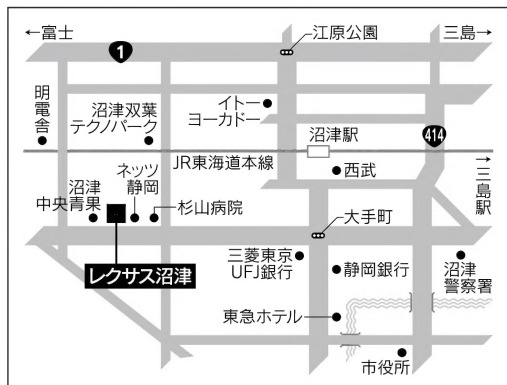 ←富士
1
江原公園
三島→
明電舎
沼津双葉
テクノパーク
イトー
ヨーカドー
沼津駅
414
JR東海道本線
→三島駅
西武
ネッツ
静岡
沼津
中央青果
杉山病院
大手町
三菱東京
UFJ銀行
静岡銀行
沼津
警察署
レクサス沼津
東急ホテル
市役所